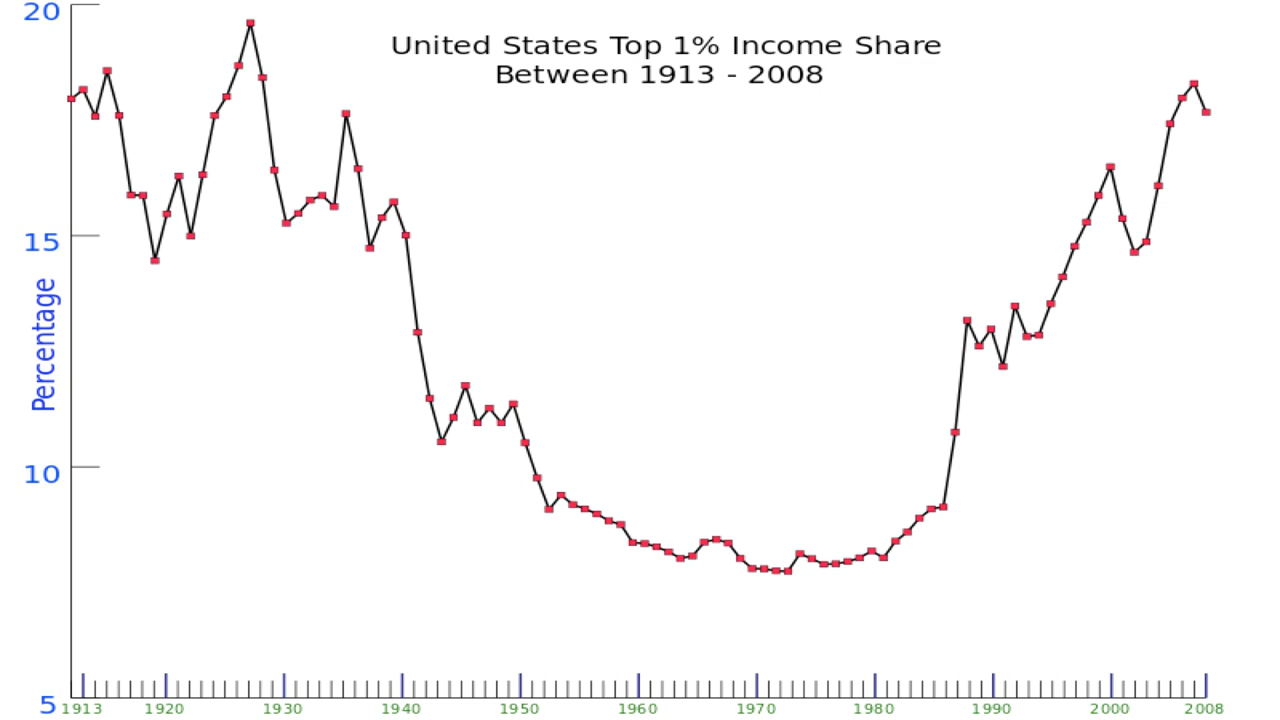 20
United States Top 1% Income Share
Between 1913 - 2008
15
Percentage
10
5
1913 1920 1930 1940 1950 1960 1970 1980 1990 2000 2008